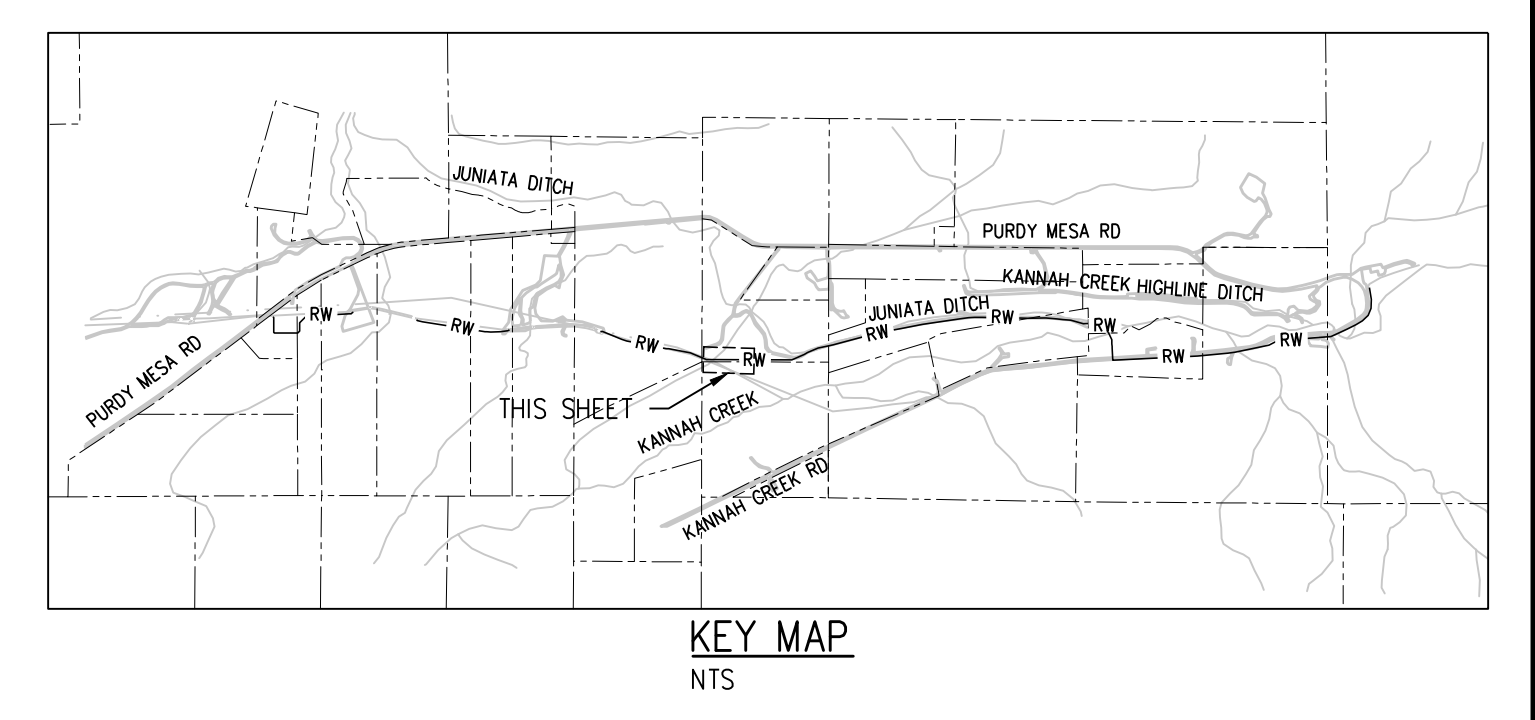 JUNIATA DITCH
PURDY MESA RD
KANNAH CREEK HIGHLINE DITCH
JUNIATA DITCH
RW
RW
RW
RW
RW
RW
RW
RW
RW
PURDY MESA RD
THIS SHEET
KANNAH CREEK
KANNAH CREEK RD
KEY MAP
NTS